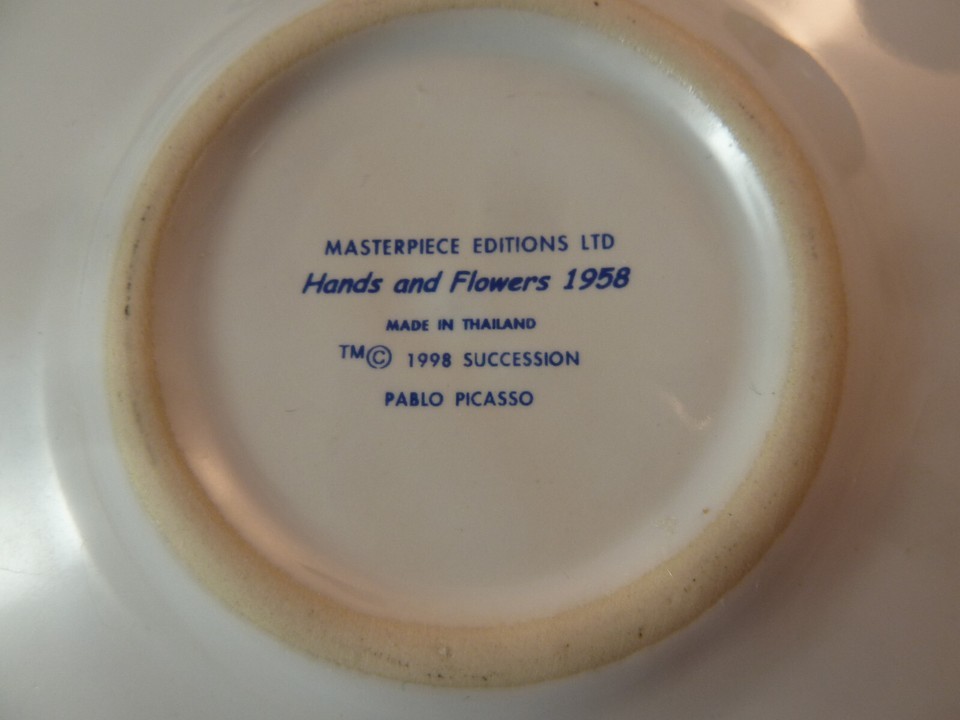 MASTERPIECE EDITIONS LTD
Hands and Flowers 1958
MADE IN THAILAND
TM© 1998 SUCCESSION
PABLO PICASSO